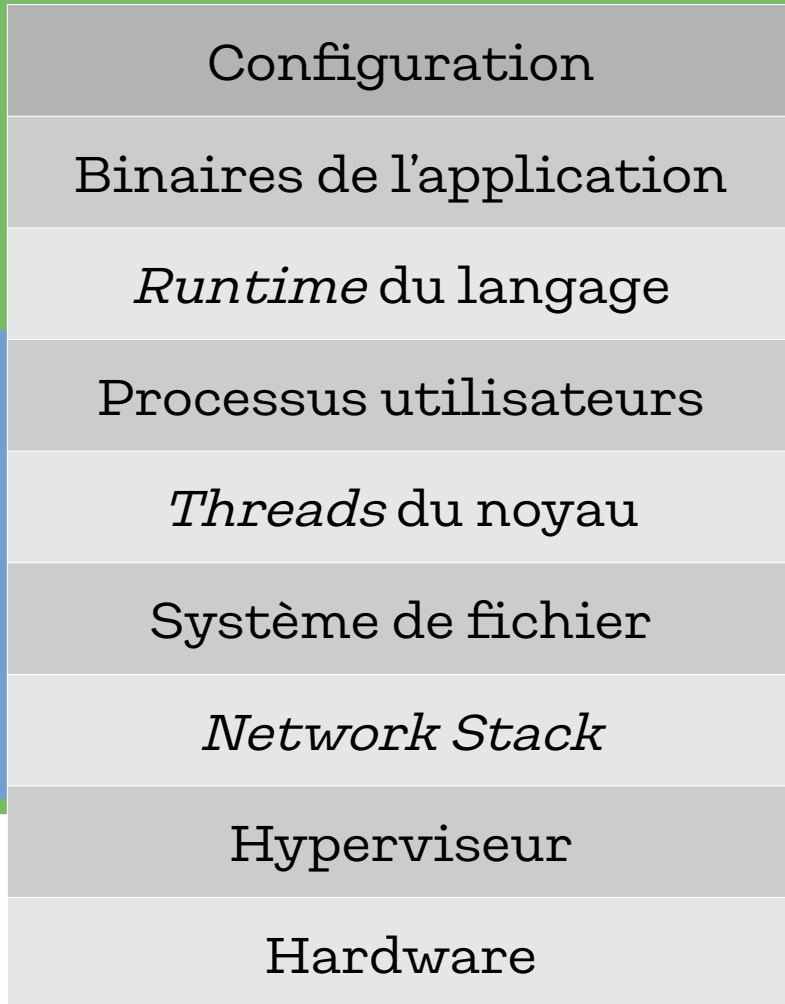 Configuration
Binaires de l’application
Runtime du langage
Processus utilisateurs
Threads du noyau
Système de fichier
Network Stack
Hyperviseur
Hardware